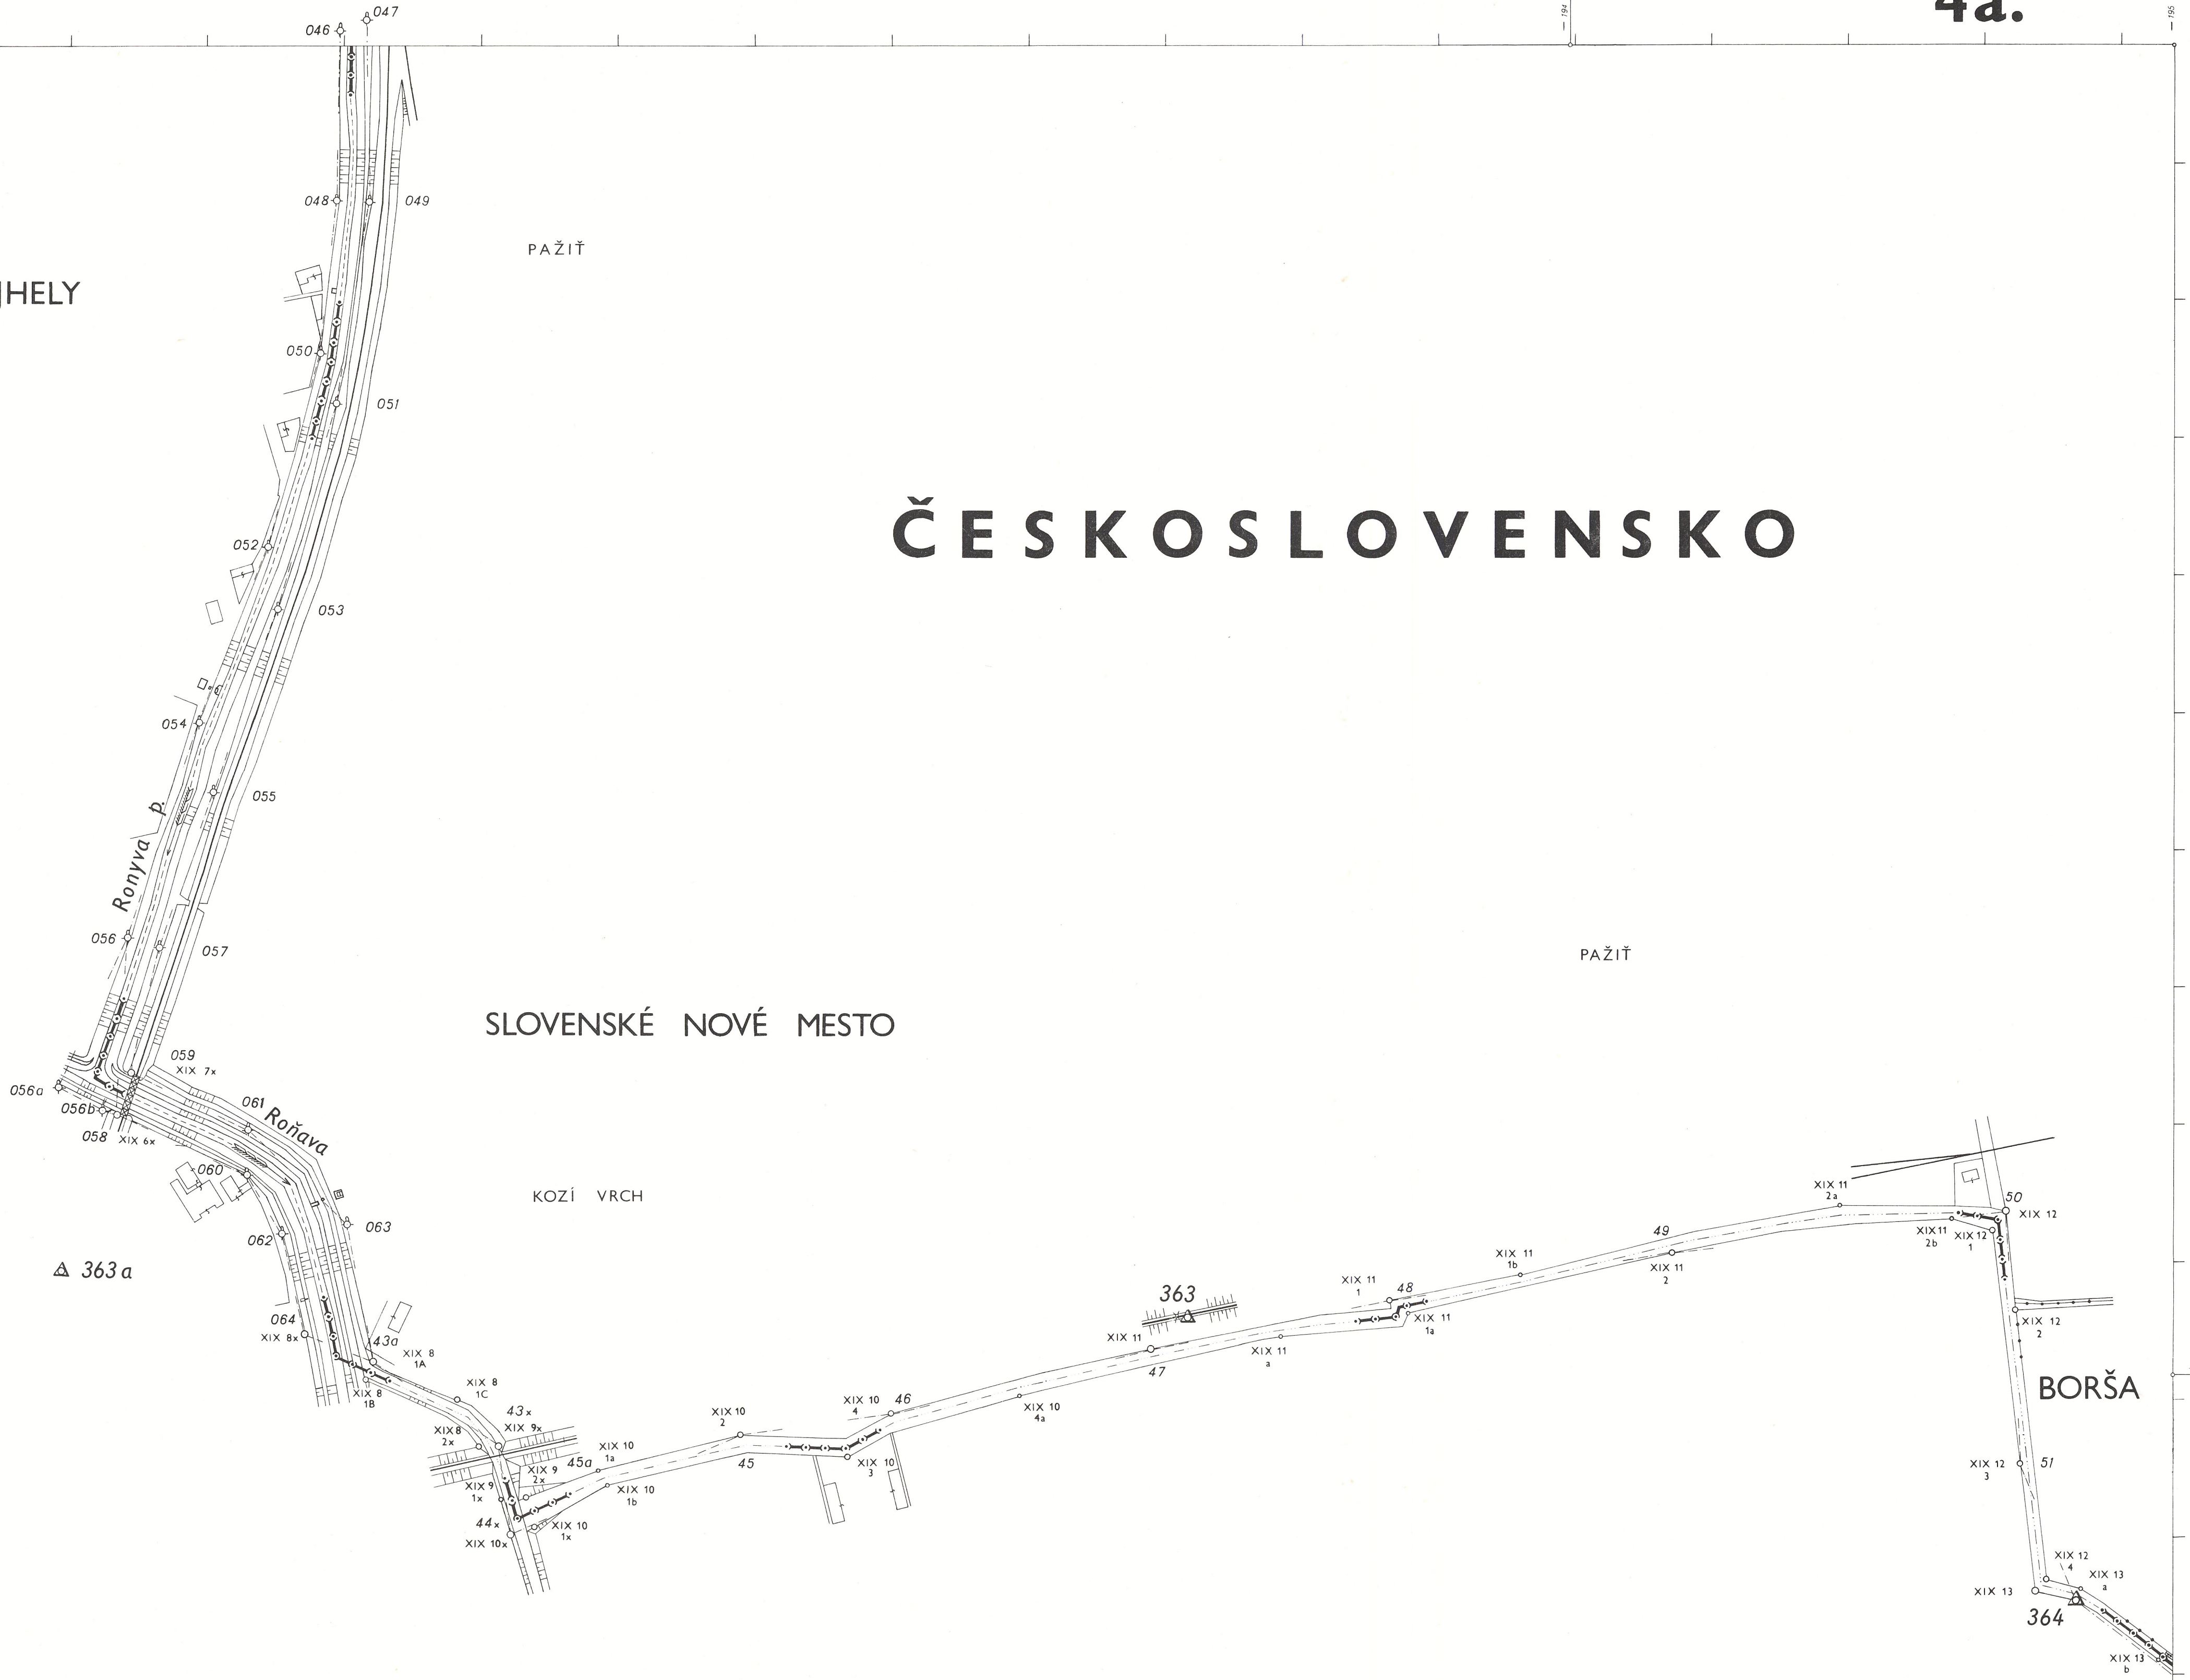 047
046
194
4a.
195
048
049
PAŽIŤ
HELY
050
051
ČESKOSLOVENSKO
052
053
054
055
Ronyva p.
056
057
PAŽIŤ
SLOVENSKÉ NOVÉ MESTO
059
XIX 7x
056a
056b
061
Roňava
058
XIX 6x
060
KOZÍ VRCH
XIX 11
2a
50
XIX 12
063
062
49
XIX 11
2b
XIX 12
1
XIX 11
1b
XIX 11
2
363a
XIX 11
1
48
363
064
XIX 8x
XIX 11
1a
XIX 12
2
43a
XIX 8
1A
XIX 11
XIX 11
a
47
BORŠA
XIX 8
1B
XIX 8
1C
XIX 10
4
46
43x
XIX 10
2
XIX 10
4a
XIX 8
2x
XIX 9x
XIX 10
1a
45a
45
XIX 10
3
XIX 12
3
51
XIX 9
2x
XIX 9
1x
XIX 10
1b
44x
XIX 10
1x
XIX 10x
XIX 12
4
XIX 13
a
XIX 13
364
XIX 13
b